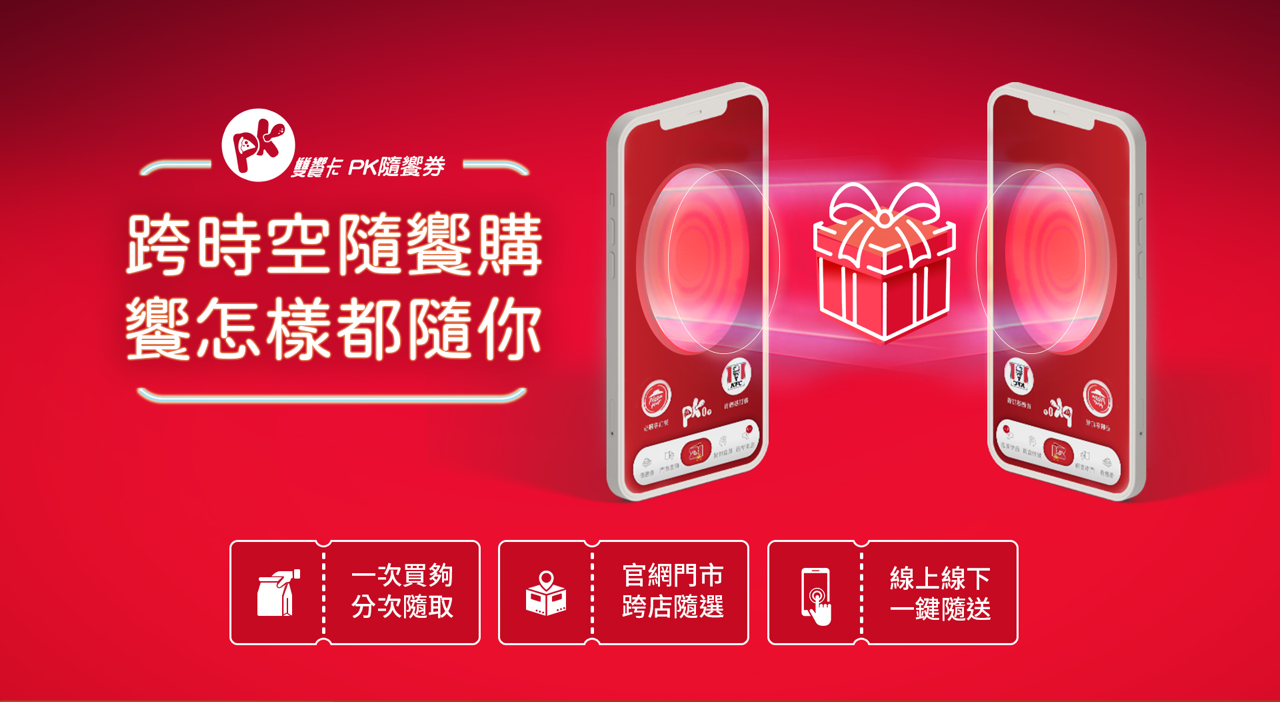 PK
雙饗卡 PK隨饗券
跨時空隨饗購
饗怎樣都隨你
KFC
一次買夠
分次隨取
官網門市
跨店隨選
線上線下
一鍵隨送